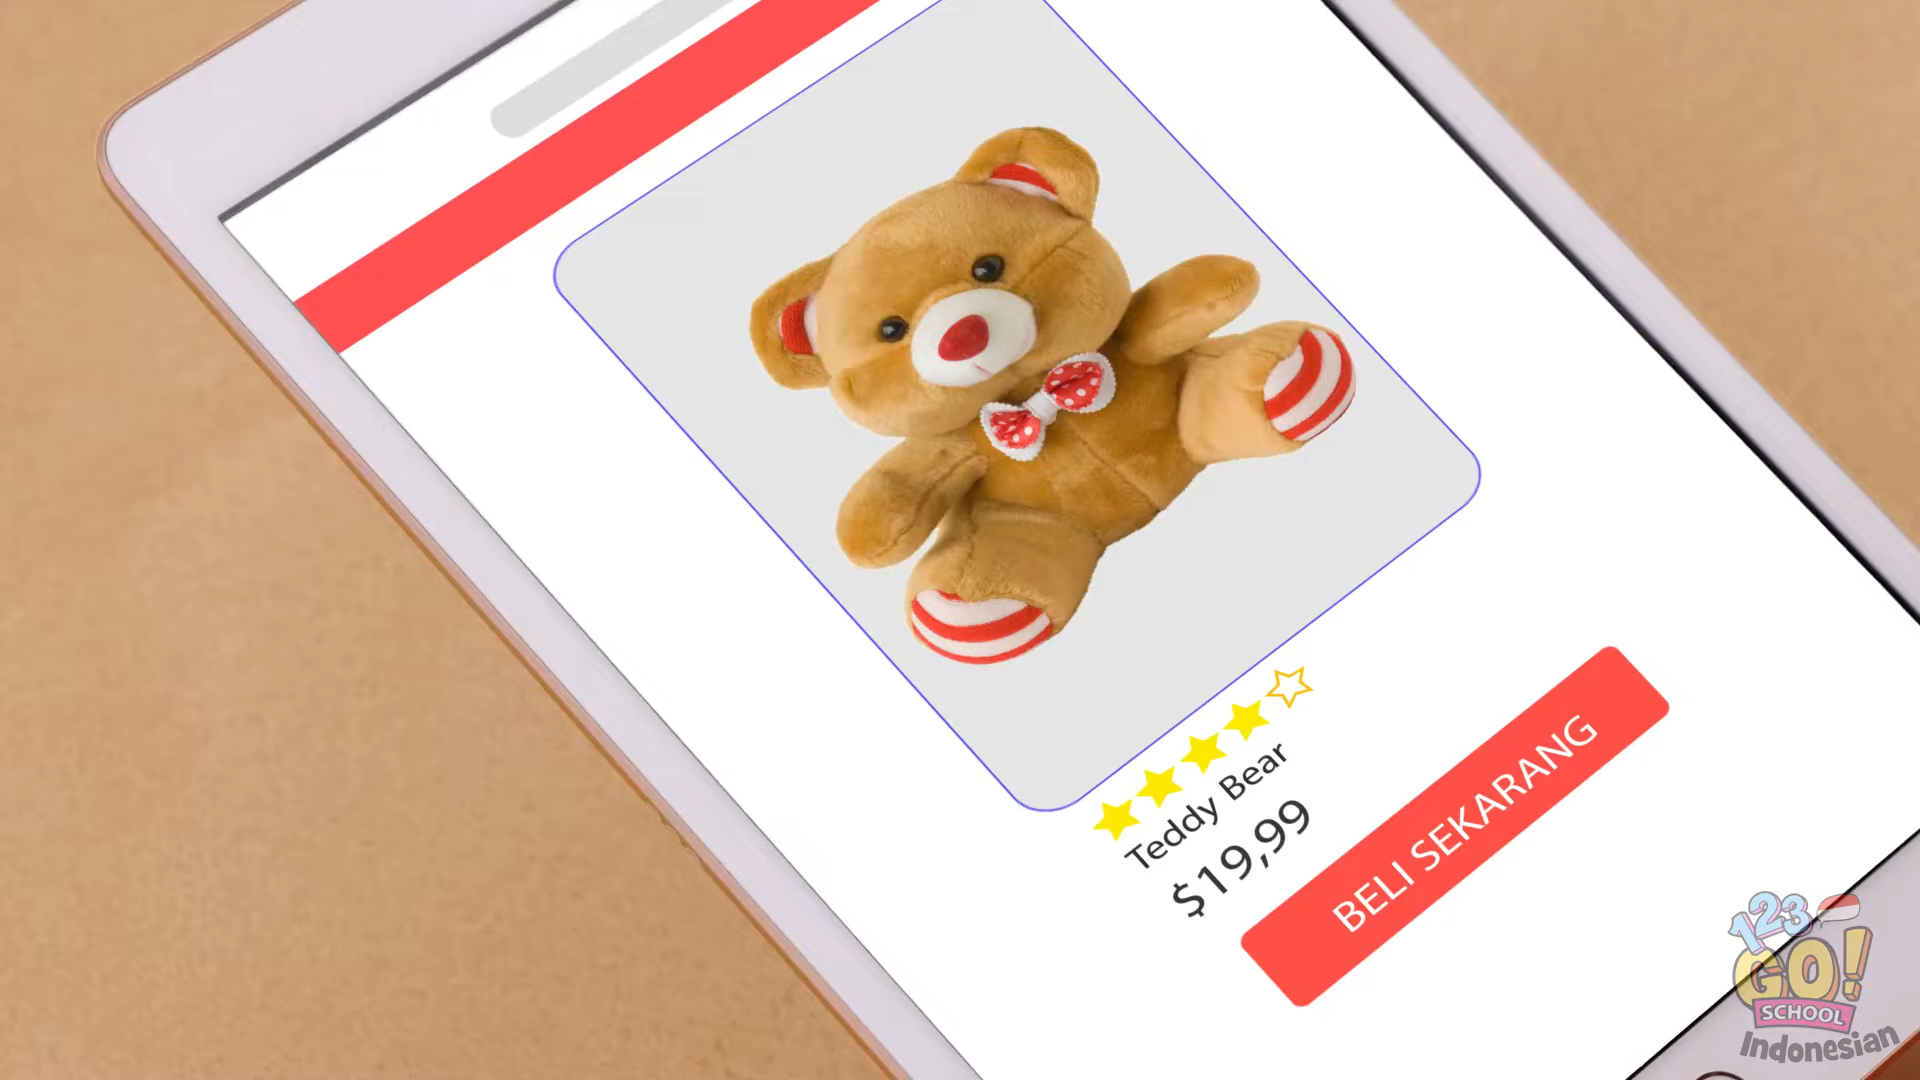 Teddy Bear
$19,99
BELI SEKARANG
123
GO!
SCHOOL
Indonesian